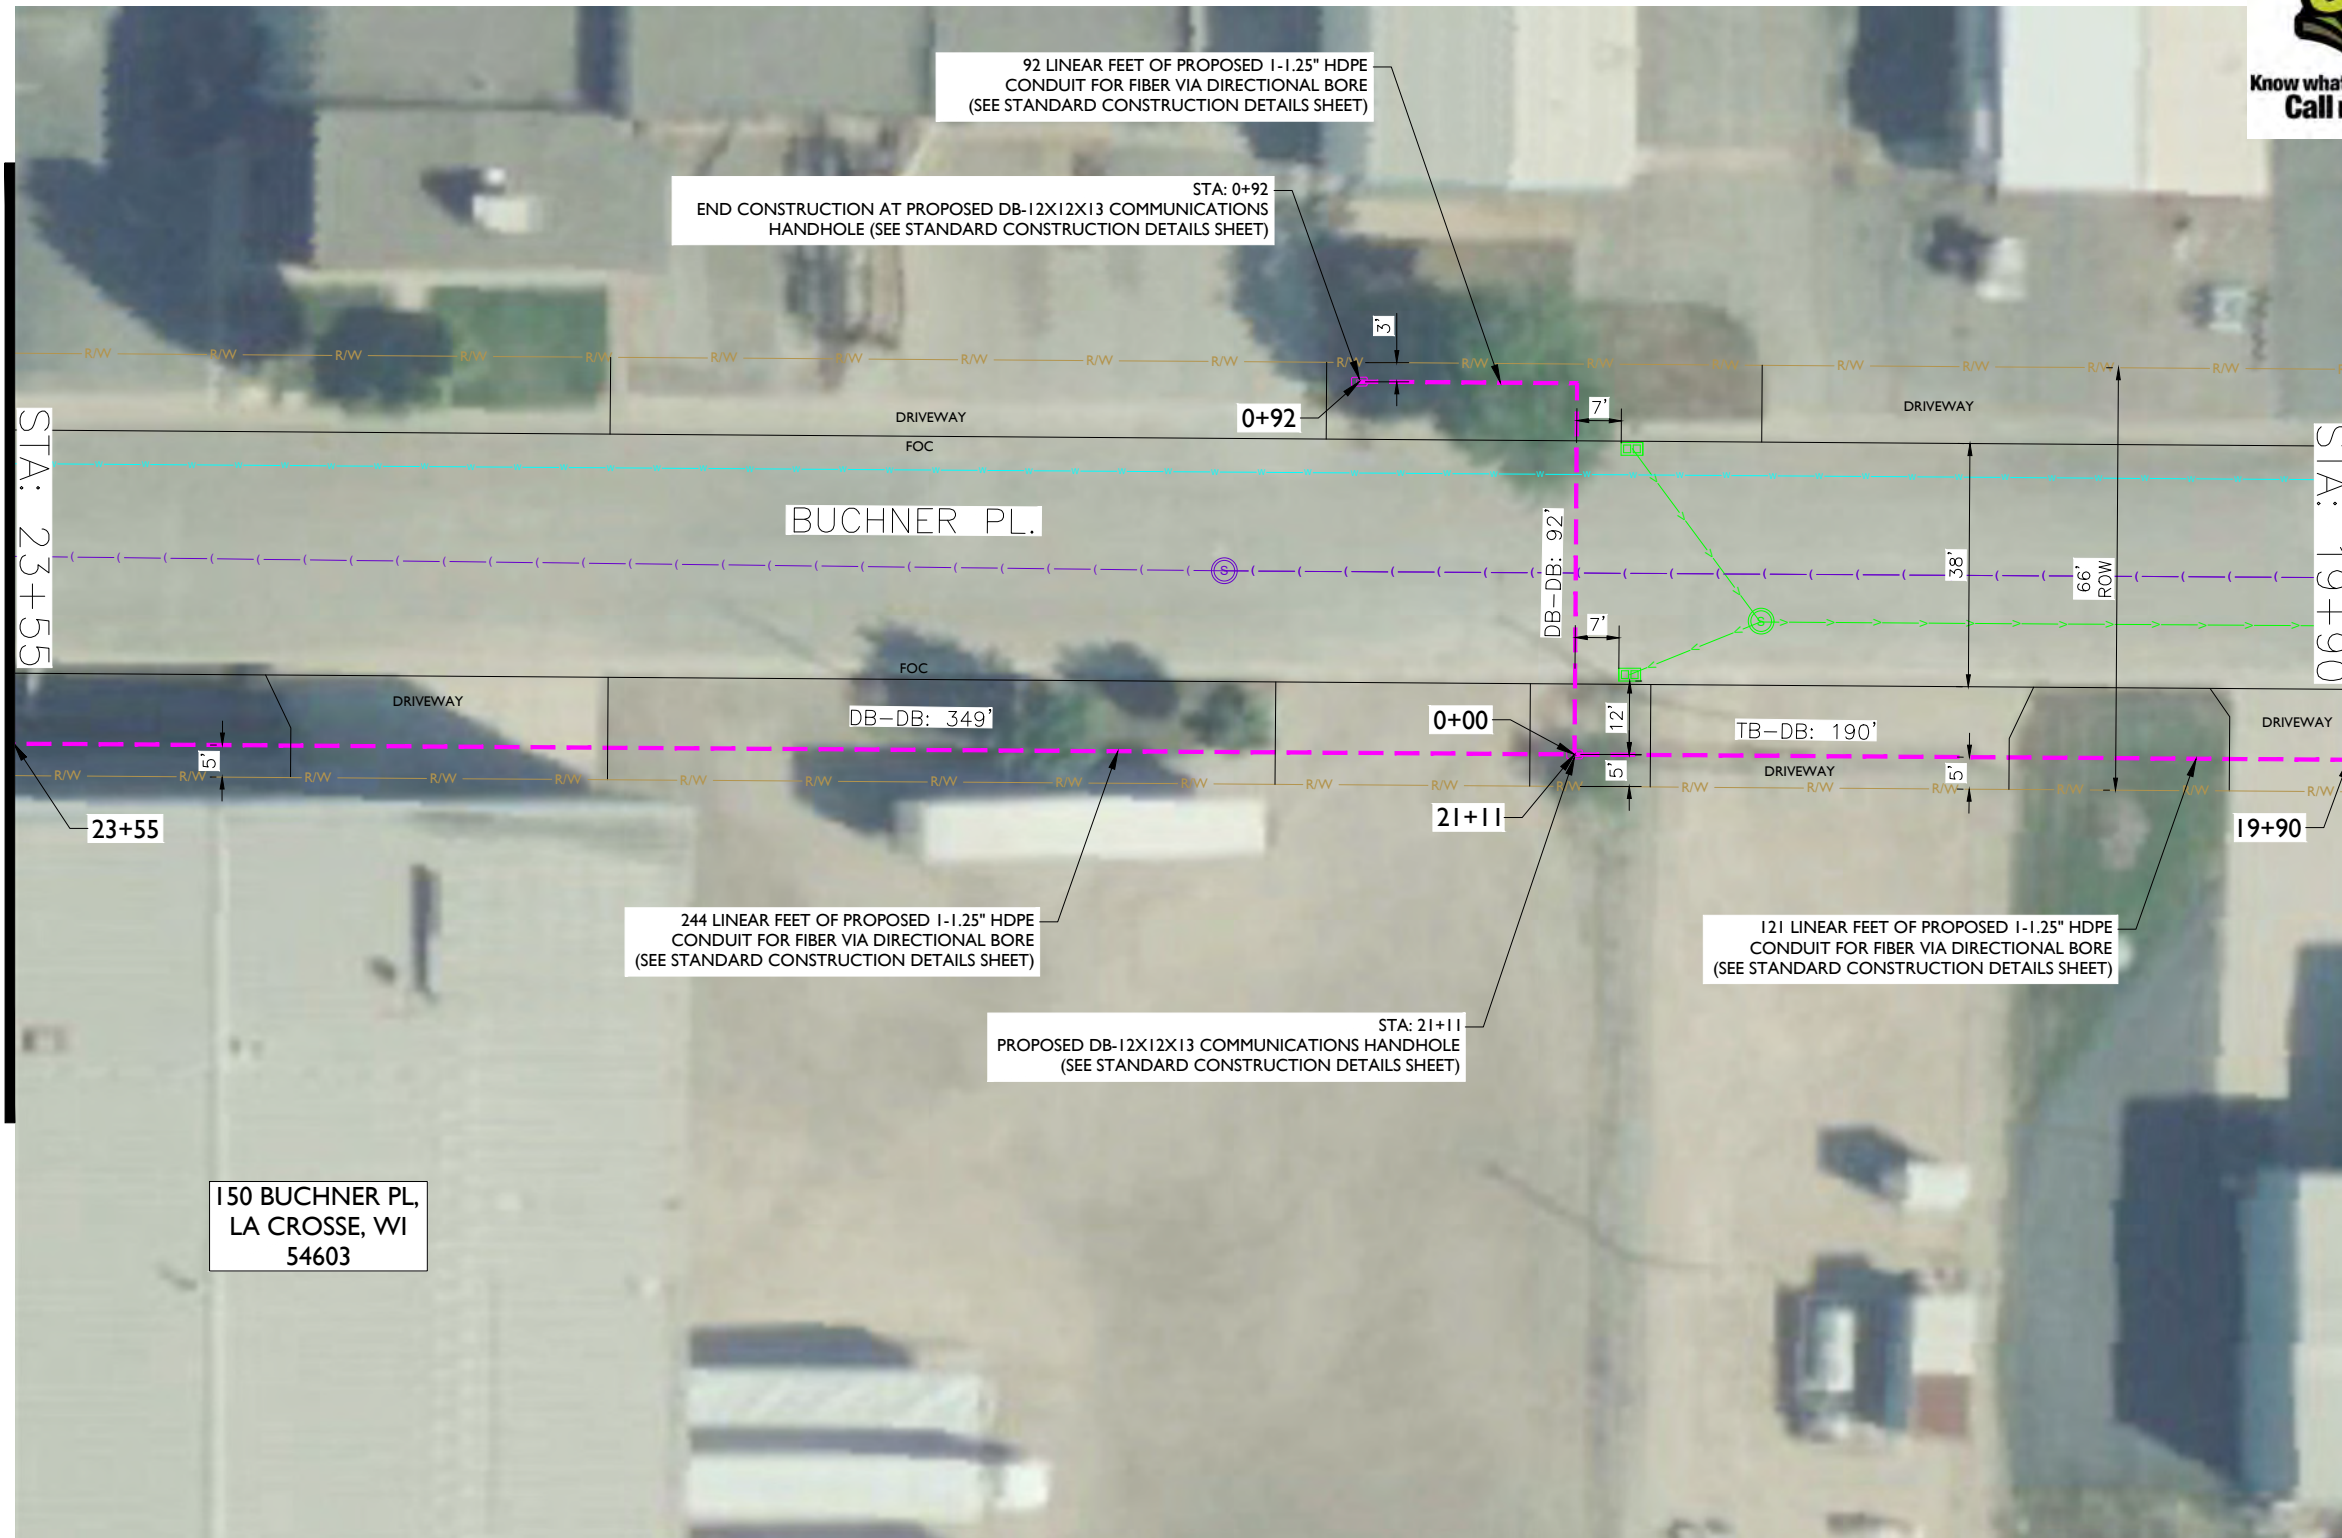 Know what
Call
92 LINEAR FEET OF PROPOSED 1-1.25" HDPE
CONDUIT FOR FIBER VIA DIRECTIONAL BORE
(SEE STANDARD CONSTRUCTION DETAILS SHEET)
STA: 0+92
END CONSTRUCTION AT PROPOSED DB-12X12X13 COMMUNICATIONS
HANDHOLE (SEE STANDARD CONSTRUCTION DETAILS SHEET)
3'
R/W R/W R/W R/W R/W R/W R/W R/W R/W R/W R/W R/W R/W R/W R/W R/W R/W R/W
0+92
7'
DRIVEWAY
DRIVEWAY
FOC
STA: 23+55
STA: 19+90
BUCHNER PL.
S
DB-DB: 92'
38'
66'
ROW
S
7'
FOC
DRIVEWAY
DB-DB: 349'
0+00
12'
TB-DB: 190'
DRIVEWAY
5'
5'
DRIVEWAY
5'
R/W R/W R/W R/W R/W R/W R/W R/W R/W R/W R/W R/W R/W R/W R/W R/W R/W R/W R/W
23+55
21+11
19+90
244 LINEAR FEET OF PROPOSED 1-1.25" HDPE
CONDUIT FOR FIBER VIA DIRECTIONAL BORE
(SEE STANDARD CONSTRUCTION DETAILS SHEET)
121 LINEAR FEET OF PROPOSED 1-1.25" HDPE
CONDUIT FOR FIBER VIA DIRECTIONAL BORE
(SEE STANDARD CONSTRUCTION DETAILS SHEET)
STA: 21+11
PROPOSED DB-12X12X13 COMMUNICATIONS HANDHOLE
(SEE STANDARD CONSTRUCTION DETAILS SHEET)
150 BUCHNER PL,
LA CROSSE, WI
54603